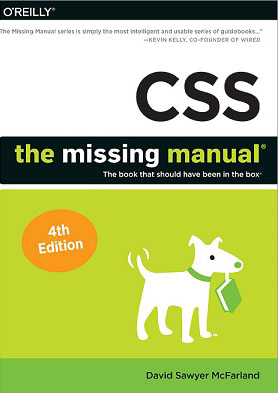 O'REILLY®
The Missing Manual series is simply the most intelligent and usable series of guidebooks..."
—KEVIN KELLY, CO-FOUNDER OF WIRED
CSS
the missing manual®
The book that should have been in the box®
4th
Edition
David Sawyer McFarland